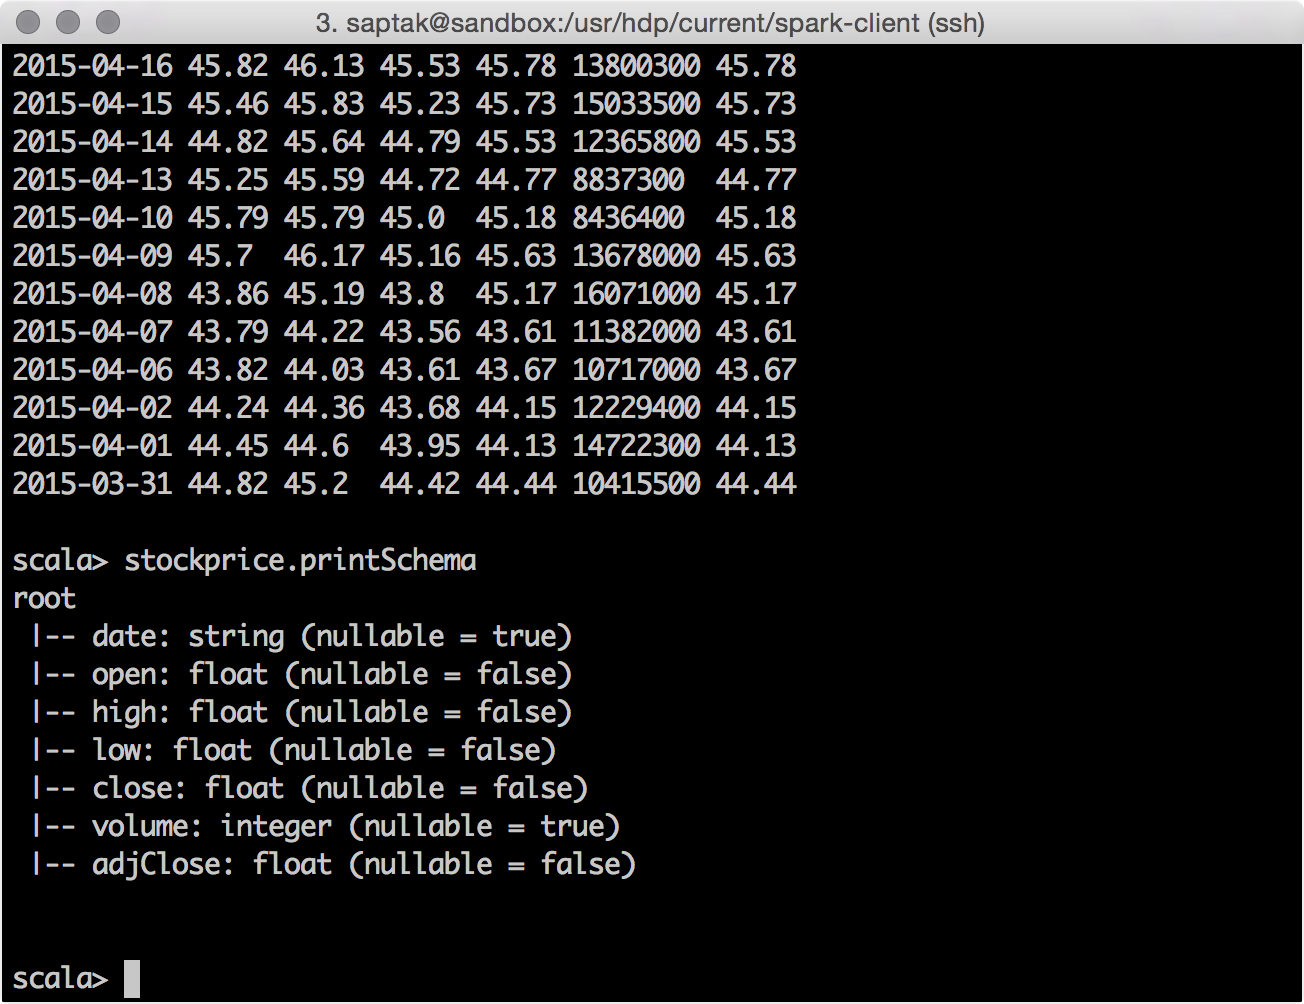 3. saptak@sandbox:/usr/hdp/current/spark-client (ssh)
2015-04-16 45.82 46.13 45.53 45.78 13800300 45.78
2015-04-15 45.46 45.83 45.23 45.73 15033500 45.73
2015-04-14 44.82 45.64 44.79 45.53 12365800 45.53
2015-04-13 45.25 45.59 44.72 44.77 8837300  44.77
2015-04-10 45.79 45.79 45.0  45.18 8436400  45.18
2015-04-09 45.7  46.17 45.16 45.63 13678000 45.63
2015-04-08 43.86 45.19 43.8  45.17 16071000 45.17
2015-04-07 43.79 44.22 43.56 43.61 11382000 43.61
2015-04-06 43.82 44.03 43.61 43.67 10717000 43.67
2015-04-02 44.24 44.36 43.68 44.15 12229400 44.15
2015-04-01 44.45 44.6  43.95 44.13 14722300 44.13
2015-03-31 44.82 45.2  44.42 44.44 10415500 44.44
scala> stockprice.printSchema
root
 |-- date: string (nullable = true)
 |-- open: float (nullable = false)
 |-- high: float (nullable = false)
 |-- low: float (nullable = false)
 |-- close: float (nullable = false)
 |-- volume: integer (nullable = true)
 |-- adjClose: float (nullable = false)
scala>